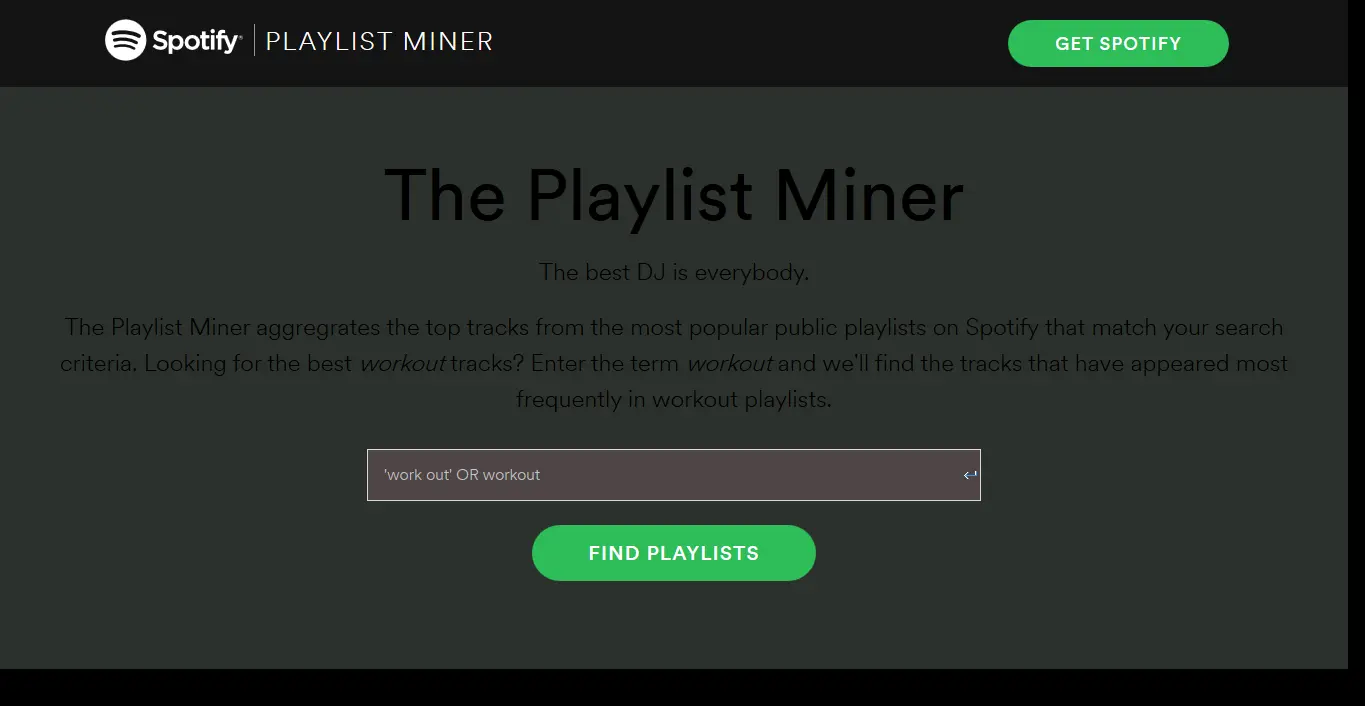 Spotify® | PLAYLIST MINER
GET SPOTIFY
The Playlist Miner
The best DJ is everybody.
The Playlist Miner aggregrates the top tracks from the most popular public playlists on Spotify that match your search
criteria. Looking for the best workout tracks? Enter the term workout and we'll find the tracks that have appeared most
frequently in workout playlists.
'work out' OR workout
FIND PLAYLISTS